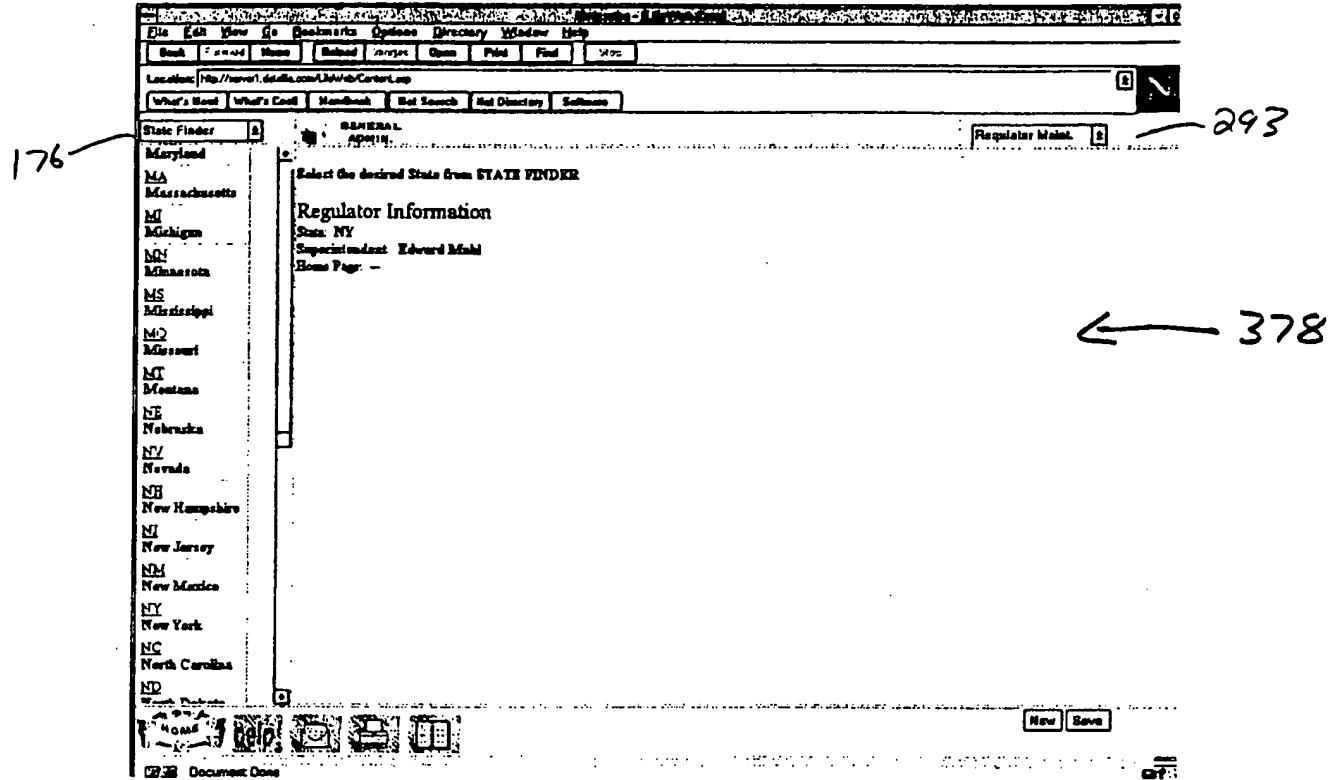 File Edit View Go Bookmarks Options Directory Window Help
Back Forward Home Reload Images Open Print Find Stop
Location:
What's New! What's Cool! Handbook Net Search Net Directory Software
State Finder
GENERAL
ADMIN.
Regulator Maint.
293
176
Maryland
MA
Massachusetts
MI
Michigan
MN
Minnesota
MS
Mississippi
MO
Missouri
MT
Montana
NE
Nebraska
NV
Nevada
NH
New Hampshire
NJ
New Jersey
NM
New Mexico
NY
New York
NC
North Carolina
ND
North Dakota
Select the desired State from STATE FINDER
Regulator Information
State: NY
Superintendent: Edward Muhl
Home Page: --
378
HOME
help
New Save
Document Done